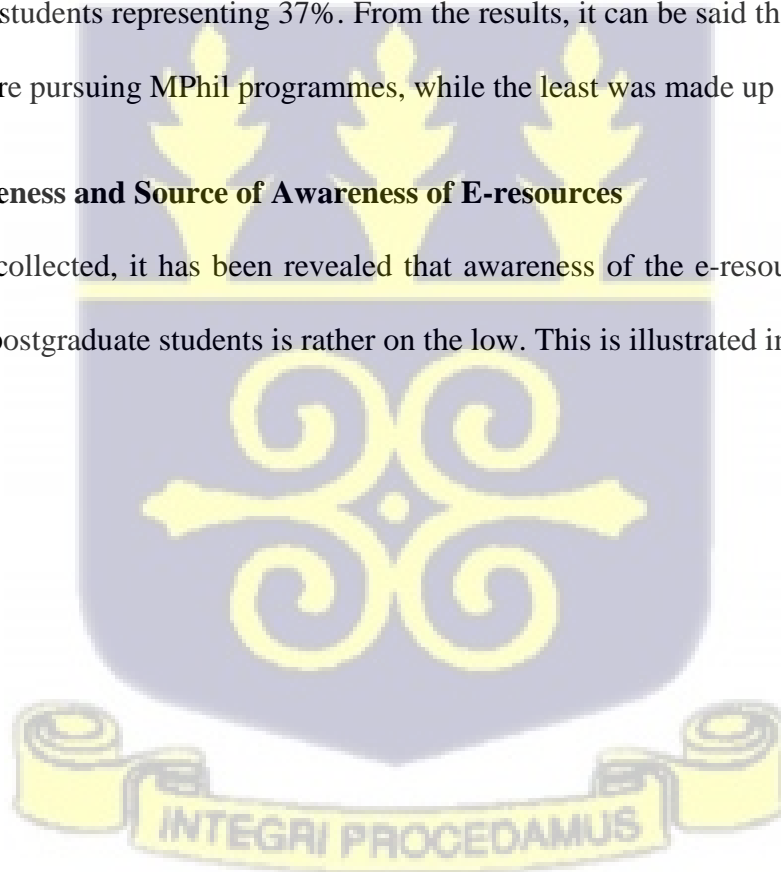 students representing 37%. From the results, it can be said th
re pursuing MPhil programmes, while the least was made up
eness and Source of Awareness of E-resources
collected, it has been revealed that awareness of the e-resou
postgraduate students is rather on the low. This is illustrated in
INTEGRI PROCEDAMUS